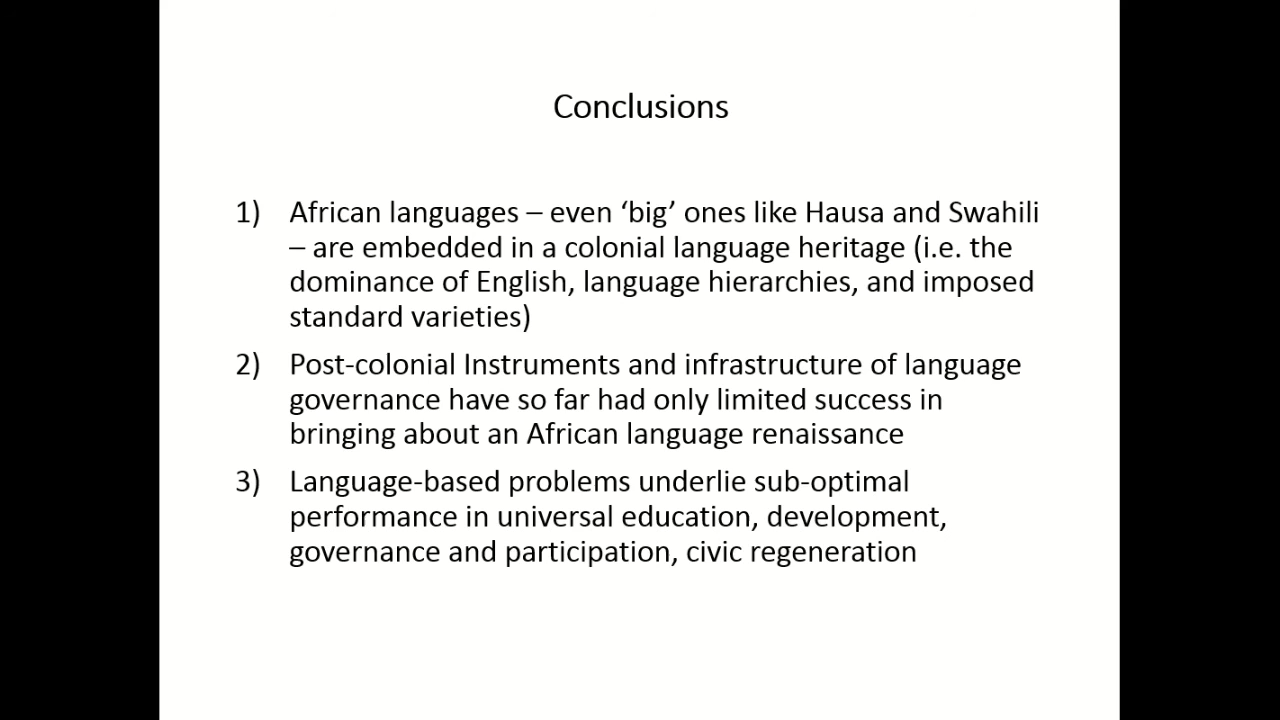 Conclusions
1) African languages – even ‘big’ ones like Hausa and Swahili
– are embedded in a colonial language heritage (i.e. the
dominance of English, language hierarchies, and imposed
standard varieties)
2) Post-colonial Instruments and infrastructure of language
governance have so far had only limited success in
bringing about an African language renaissance
3) Language-based problems underlie sub-optimal
performance in universal education, development,
governance and participation, civic regeneration